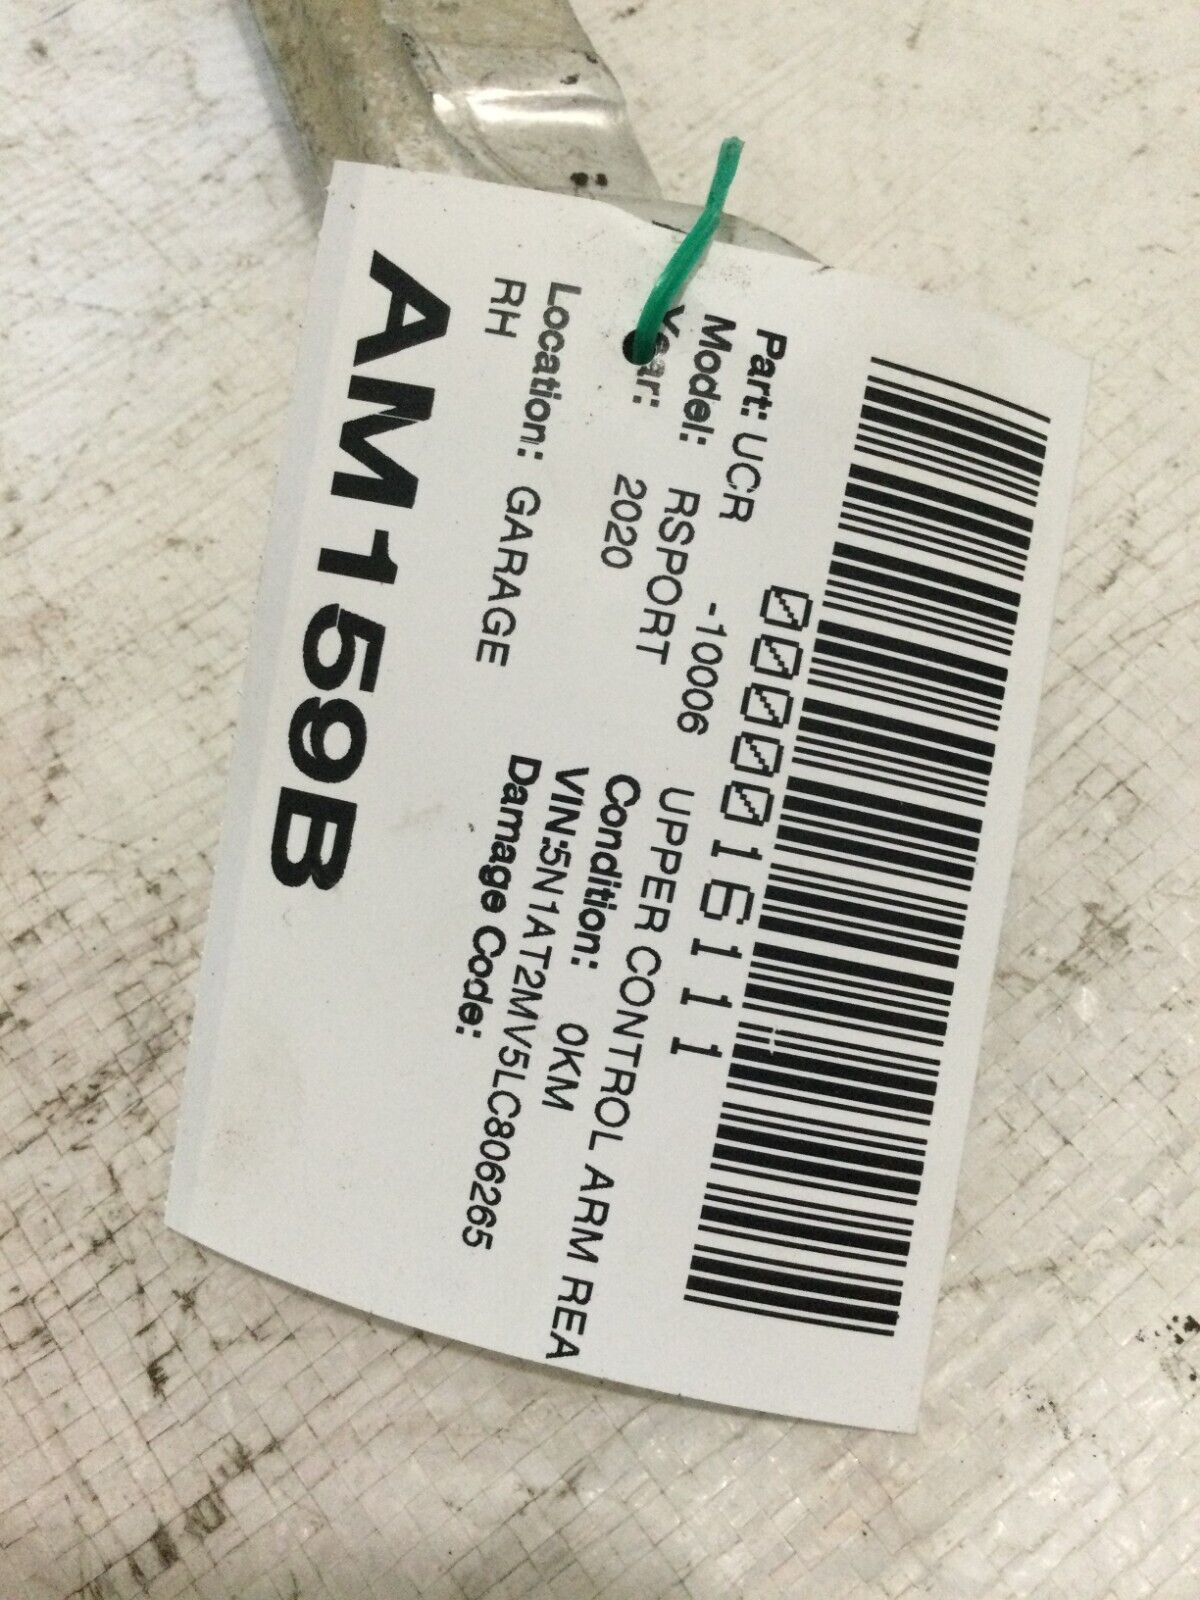 0000016111
Part: UCR -10006 UPPER CONTROL ARM REA
Model: RSPORT Condition: 0KM
Year: 2020 VIN:5N1AT2MV5LC806265
Damage Code:
Location: GARAGE
RH
AM159B